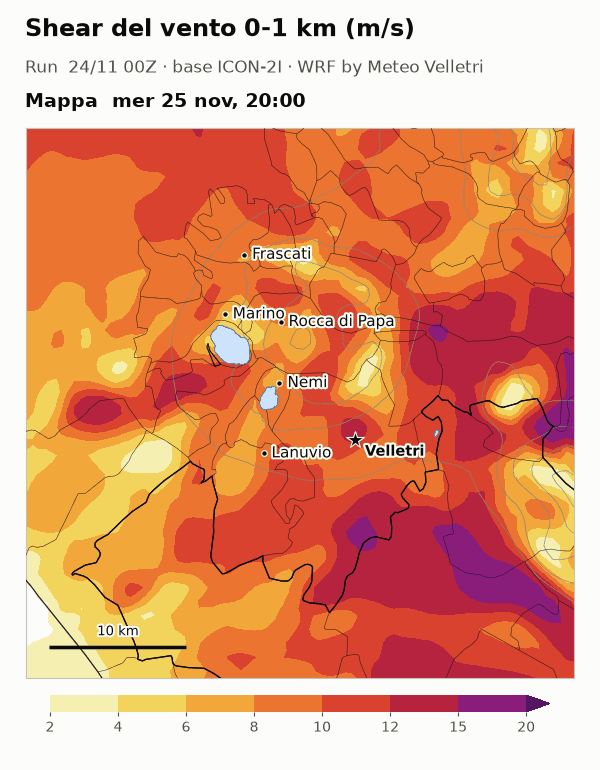 Shear del vento 0-1 km (m/s)
Run  24/11 00Z · base ICON-2I · WRF by Meteo Velletri
Mappa  mer 25 nov, 20:00
Frascati
Marino
Rocca di Papa
Nemi
Velletri
Lanuvio
10 km
2 4 6 8 10 12 15 20